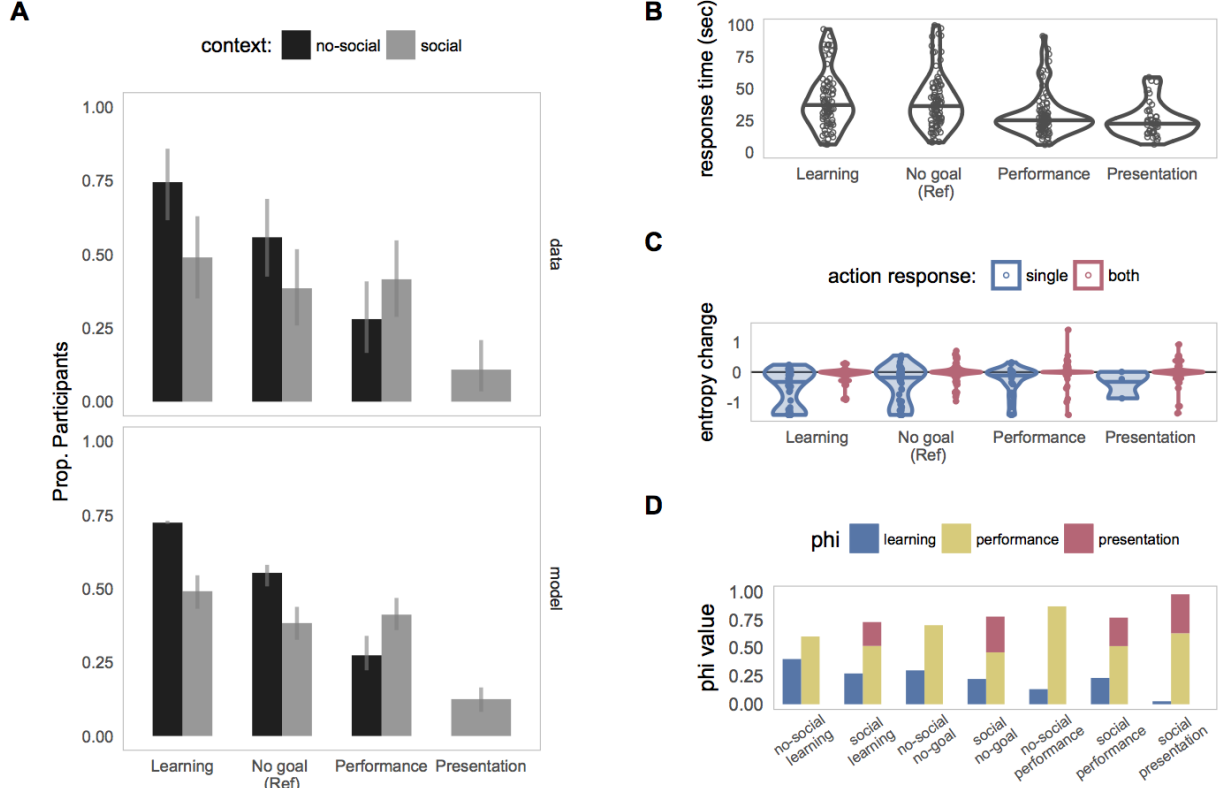 A
context: no-social social
Prop. Participants
1.00
0.75
0.50
0.25
0.00
data
1.00
0.75
0.50
0.25
0.00
model
Learning No goal (Ref) Performance Presentation
B
response time (sec)
100
75
50
25
0
Learning No goal (Ref) Performance Presentation
C
action response: single both
entropy change
1
0
-1
Learning No goal (Ref) Performance Presentation
D
phi learning performance presentation
phi value
1.00
0.75
0.50
0.25
0.00
no-social learning
social learning
no-social no-goal
social no-goal
no-social performance
social performance
social presentation